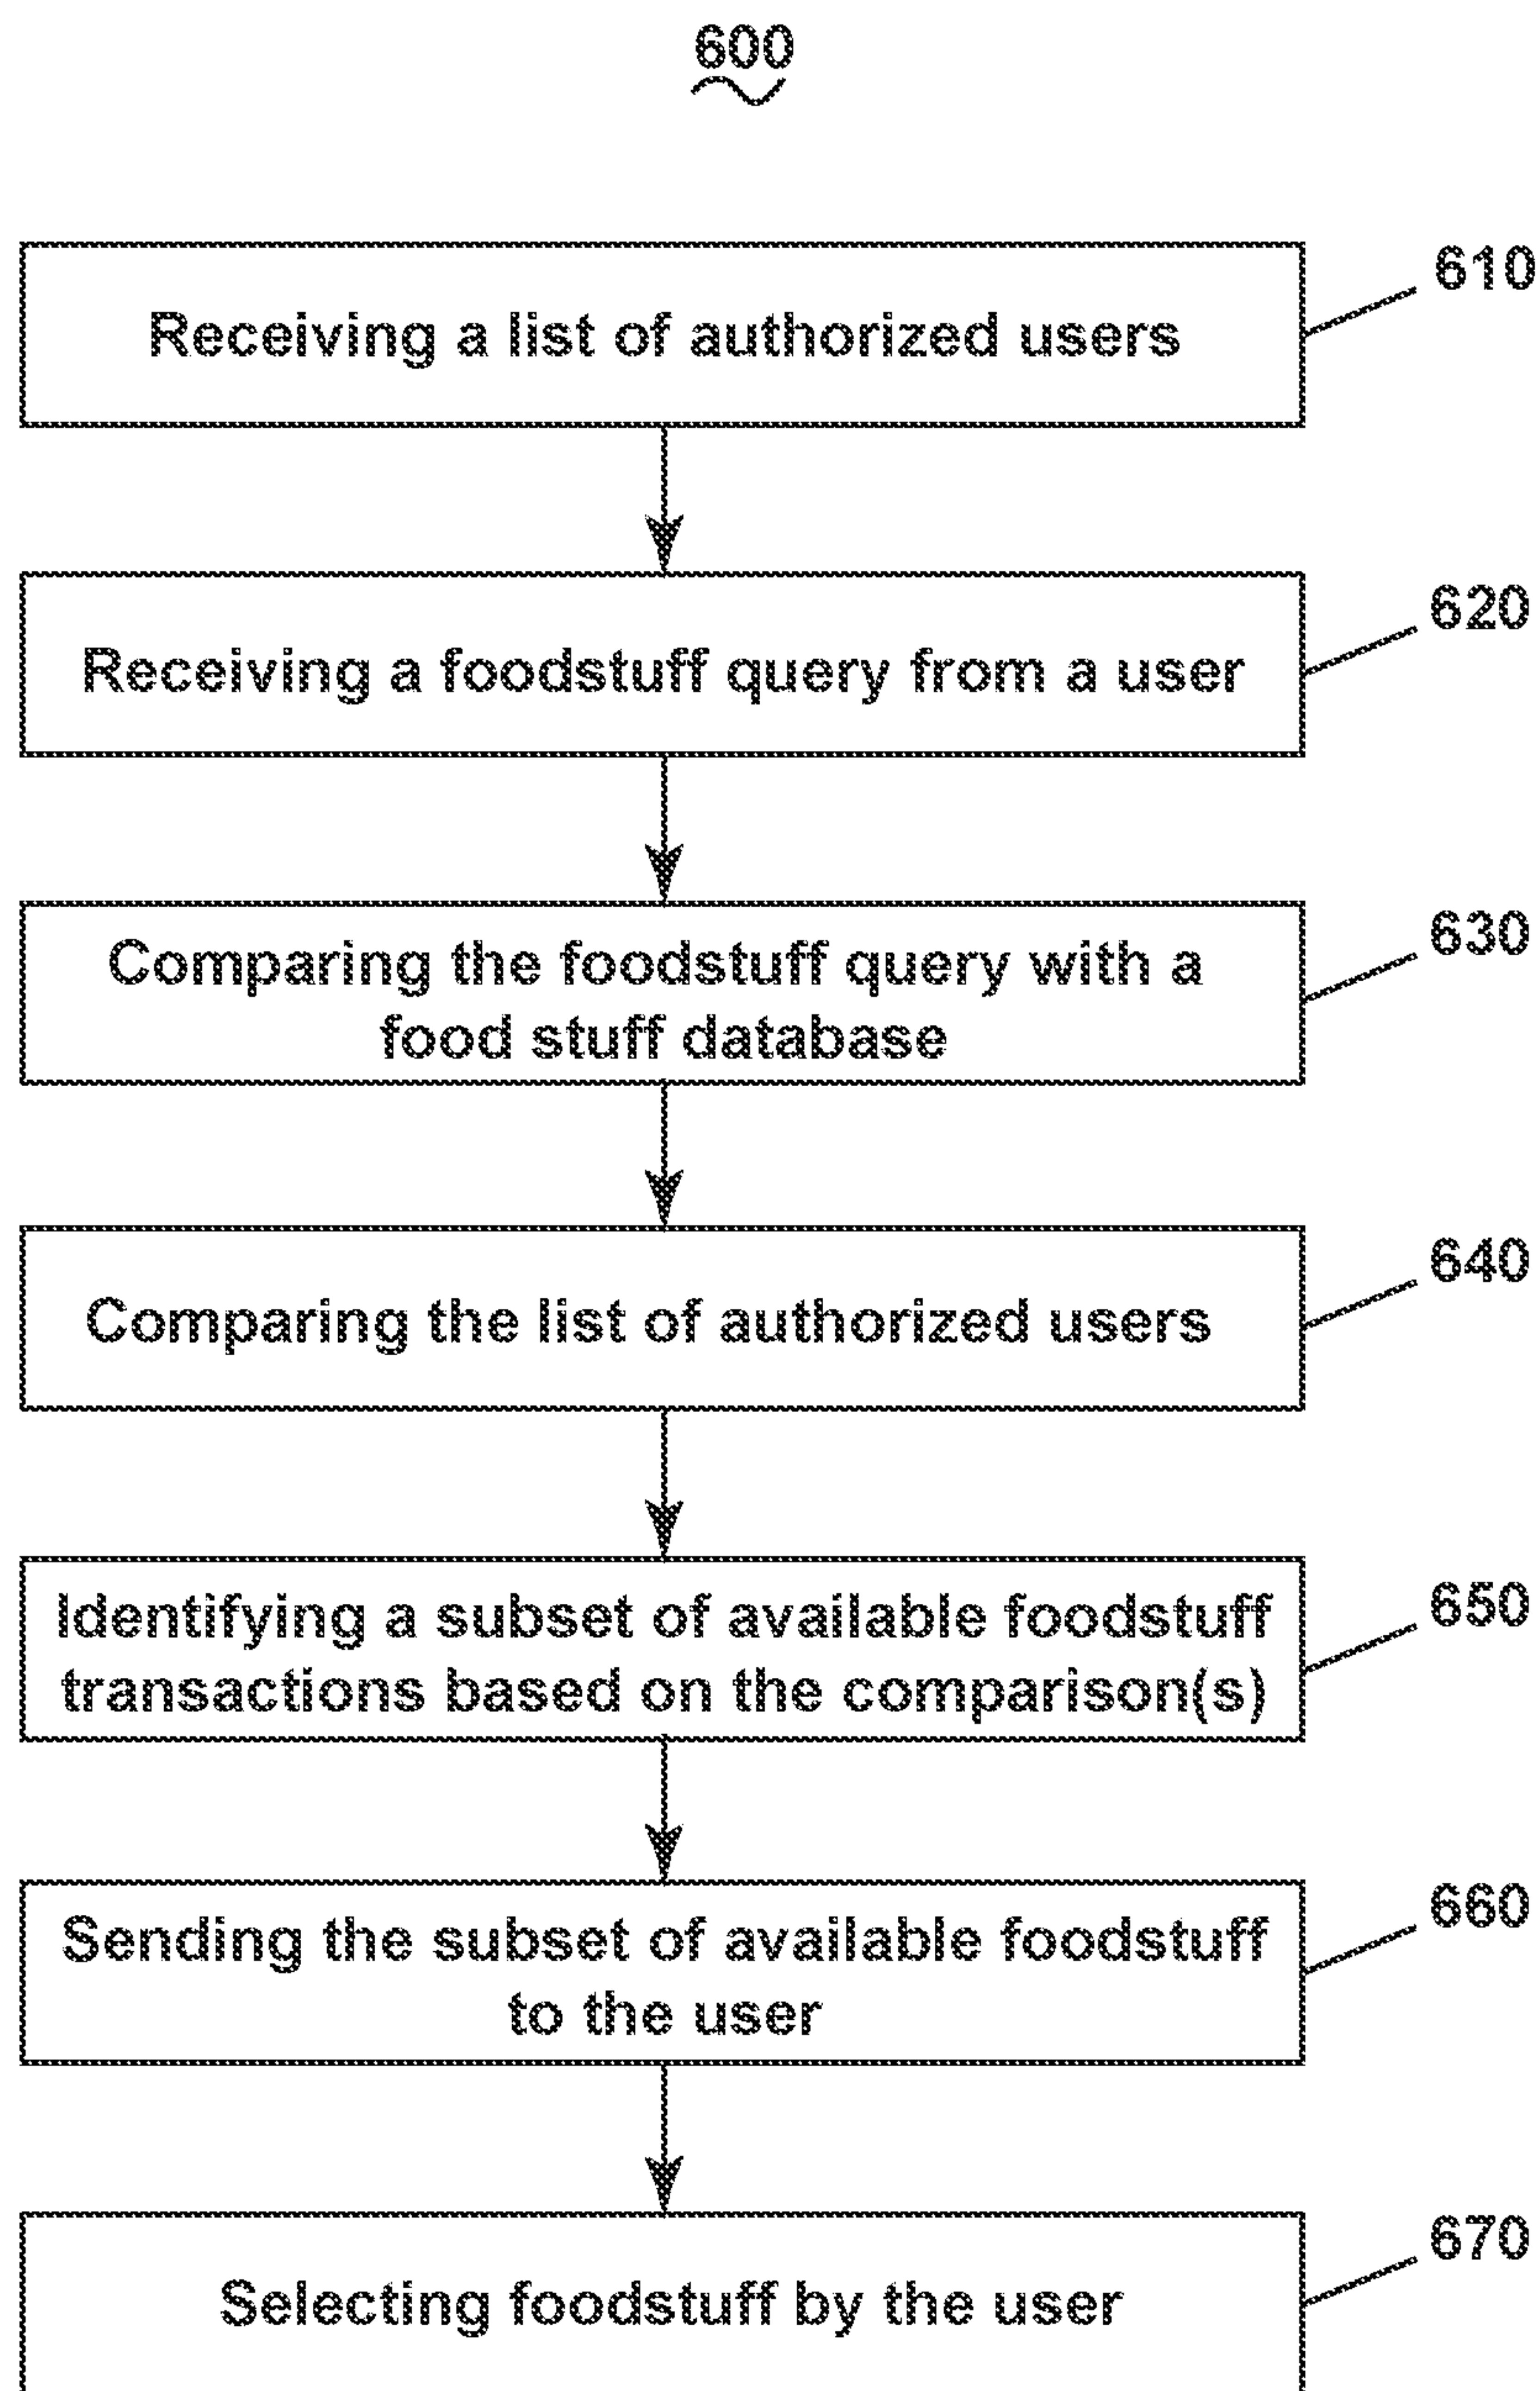 600
Receiving a list of authorized users
610
Receiving a foodstuff query from a user
620
Comparing the foodstuff query with a
food stuff database
630
Comparing the list of authorized users
640
Identifying a subset of available foodstuff
transactions based on the comparison(s)
650
Sending the subset of available foodstuff
to the user
660
Selecting foodstuff by the user
670